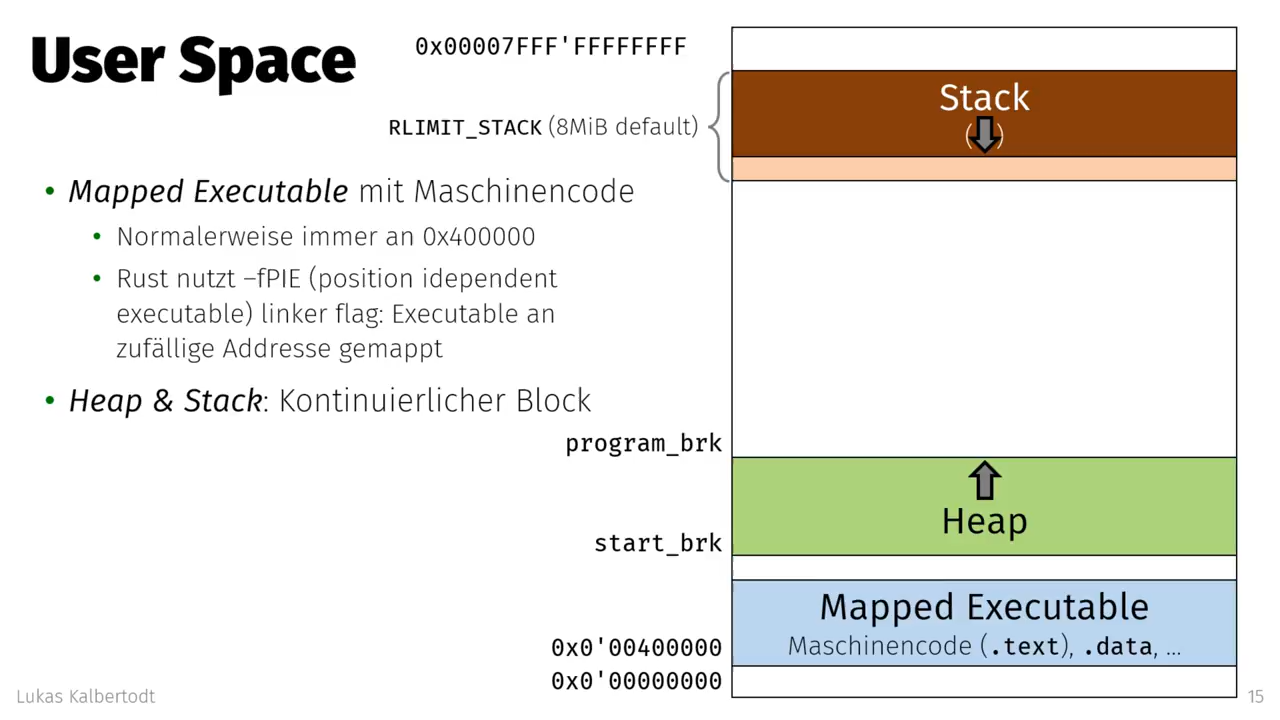 User Space
0x00007FFF'FFFFFFFF
RLIMIT_STACK (8MiB default)
• Mapped Executable mit Maschinencode
• Normalerweise immer an 0x400000
• Rust nutzt –fPIE (position idependent
executable) linker flag: Executable an
zufällige Addresse gemappt
• Heap & Stack: Kontinuierlicher Block
Stack
( )
program_brk
Heap
start_brk
Mapped Executable
Maschinencode (.text), .data, ...
0x0'00400000
0x0'00000000
Lukas Kalbertodt
15